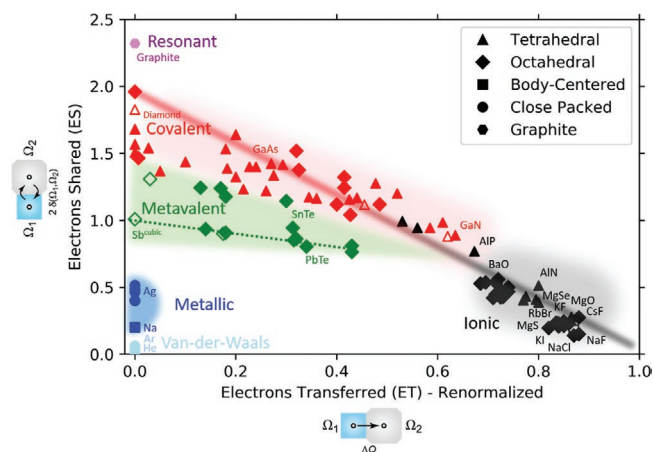 2.5
2.0
1.5
1.0
0.5
0.0
Electrons Shared (ES)
Ω₂
Ω₁
2 δ(Ω₁,Ω₂)
Resonant
Graphite
Diamond
Covalent
GaAs
Metavalent
SnTe
Sb^cubic
PbTe
GaN
AlP
BaO
AlN
MgSe
KF
MgO
RbBr
CsF
MgS
KI
NaF
NaCl
Ionic
Ag
Metallic
Na
Ar
He
Van-der-Waals
Tetrahedral
Octahedral
Body-Centered
Close Packed
Graphite
0.0 0.2 0.4 0.6 0.8 1.0
Electrons Transferred (ET) - Renormalized
Ω₁ Ω₂